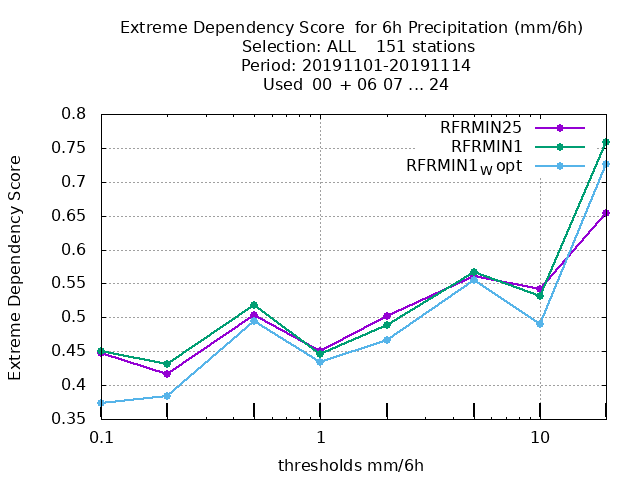 Extreme Dependency Score  for 6h Precipitation (mm/6h)
Selection: ALL    151 stations
Period: 20191101-20191114
Used  00 + 06 07 ... 24
RFRMIN25
RFRMIN1
RFRMIN1W opt
Extreme Dependency Score
0.8
0.75
0.7
0.65
0.6
0.55
0.5
0.45
0.4
0.35
0.1 1 10
thresholds mm/6h